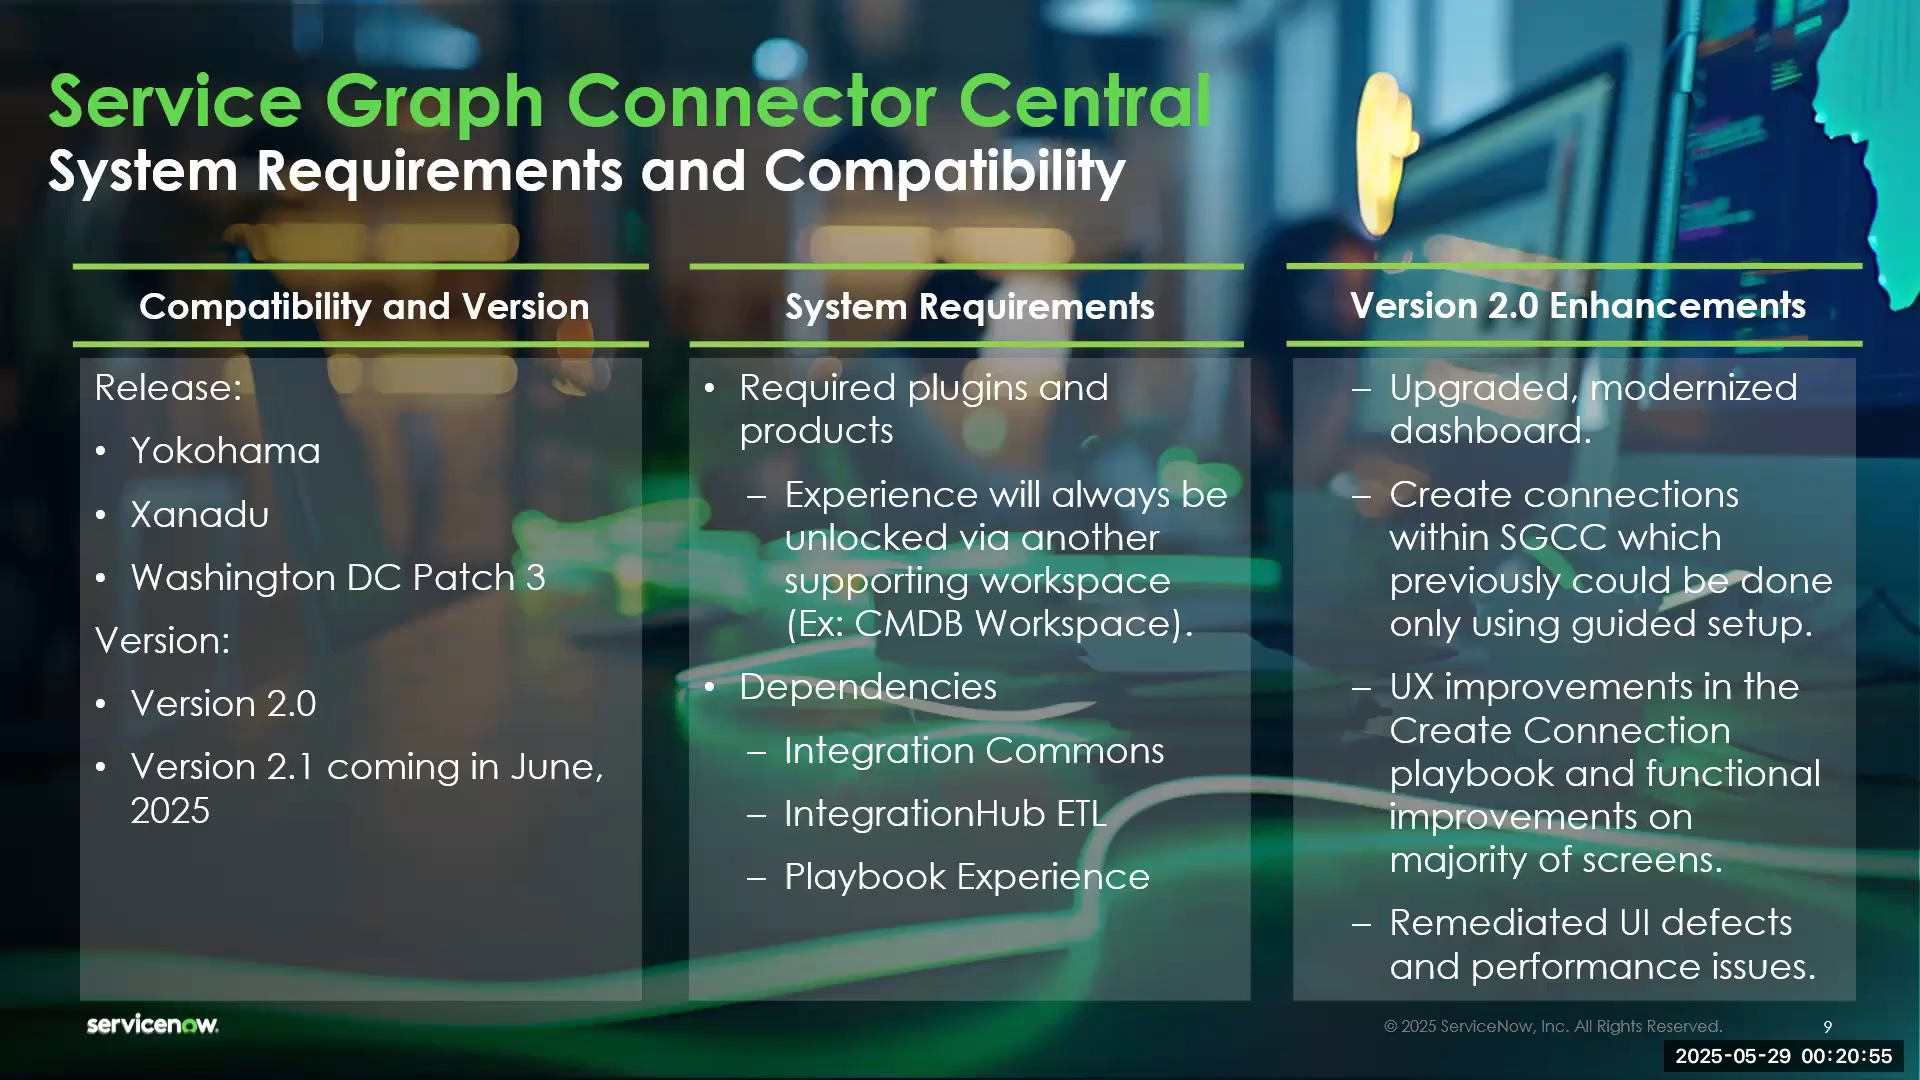 Service Graph Connector Central
System Requirements and Compatibility
Compatibility and Version
Release:
• Yokohama
• Xanadu
• Washington DC Patch 3
Version:
• Version 2.0
• Version 2.1 coming in June,
2025
System Requirements
• Required plugins and
products
– Experience will always be
unlocked via another
supporting workspace
(Ex: CMDB Workspace).
• Dependencies
– Integration Commons
– IntegrationHub ETL
– Playbook Experience
Version 2.0 Enhancements
– Upgraded, modernized
dashboard.
– Create connections
within SGCC which
previously could be done
only using guided setup.
– UX improvements in the
Create Connection
playbook and functional
improvements on
majority of screens.
– Remediated UI defects
and performance issues.
servicenow.
© 2025 ServiceNow, Inc. All Rights Reserved.
9
2025-05-29 00:20:55